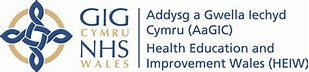 GIG
CYMRU
NHS
WALES
Addysg a Gwella Iechyd
Cymru (AaGIC)
Health Education and
Improvement Wales (HEIW)